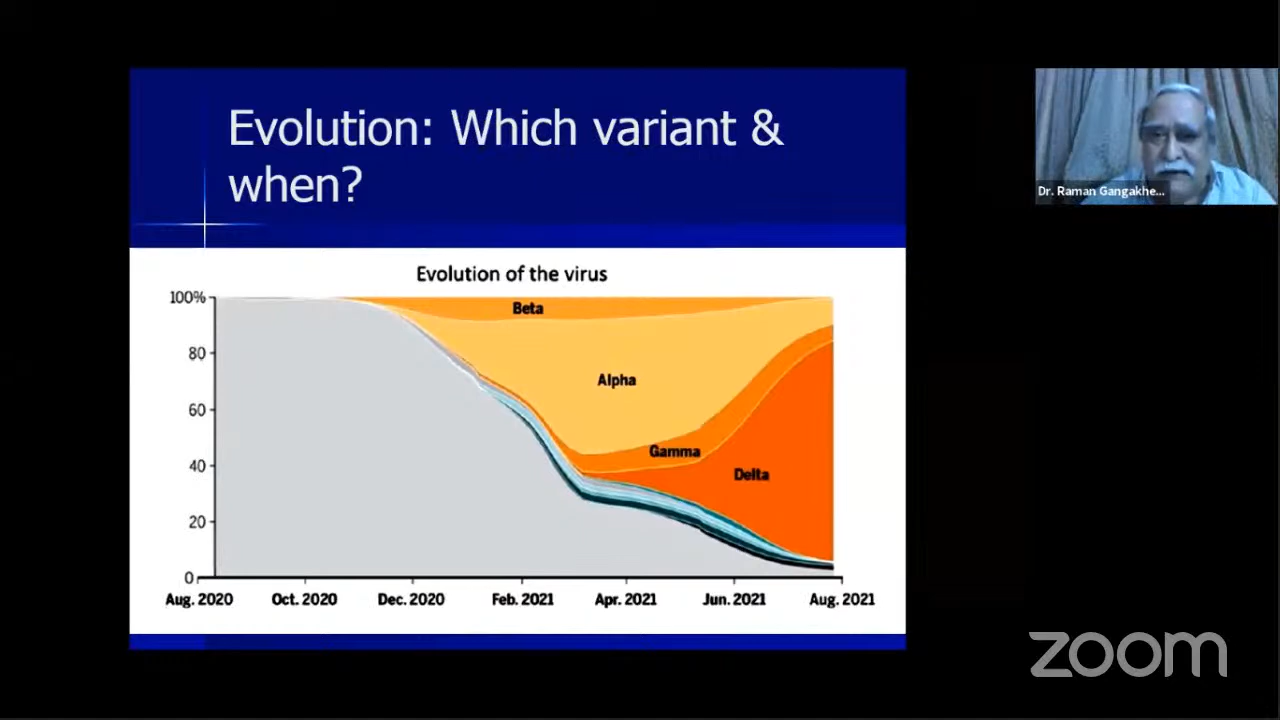 Evolution: Which variant &
when?
Dr. Raman Gangakhe...
Evolution of the virus
100%
80
60
40
20
0
Beta
Alpha
Gamma
Delta
Aug. 2020 Oct. 2020 Dec. 2020 Feb. 2021 Apr. 2021 Jun. 2021 Aug. 2021
zoom